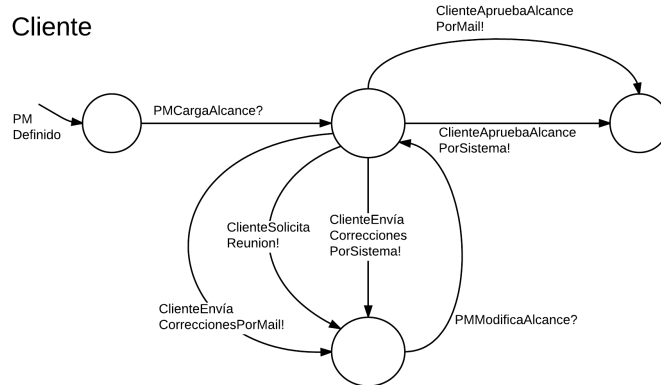 Cliente
ClienteApruebaAlcance
PorMail!
PM
Definido
PMCargaAlcance?
ClienteApruebaAlcance
PorSistema!
ClienteSolicita
Reunion!
ClienteEnvía
Correcciones
PorSistema!
ClienteEnvía
CorreccionesPorMail!
PMModificaAlcance?